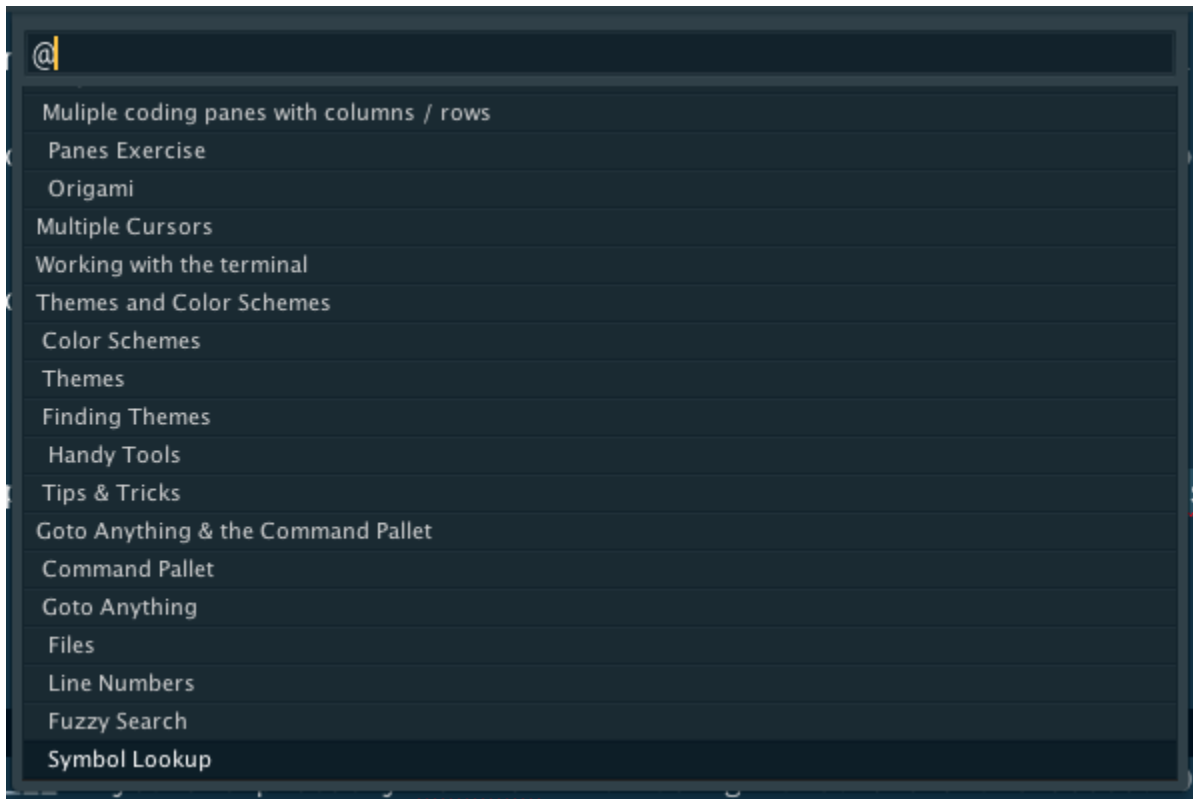 @
Muliple coding panes with columns / rows
Panes Exercise
Origami
Multiple Cursors
Working with the terminal
Themes and Color Schemes
Color Schemes
Themes
Finding Themes
Handy Tools
Tips & Tricks
Goto Anything & the Command Pallet
Command Pallet
Goto Anything
Files
Line Numbers
Fuzzy Search
Symbol Lookup